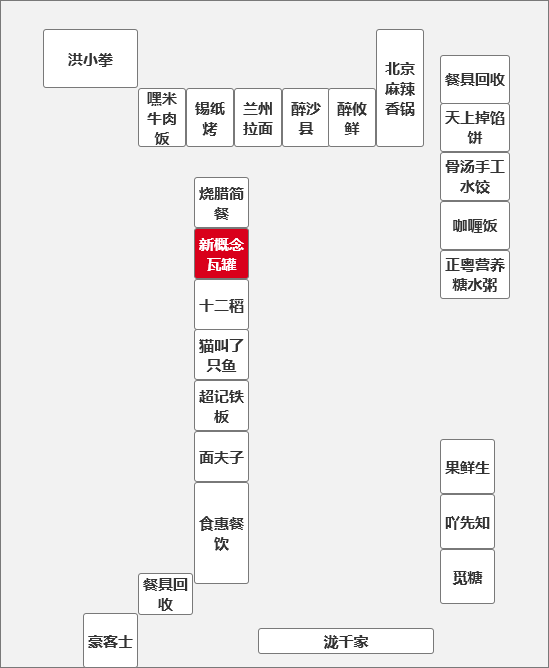 洪小拳
嘿米
牛肉
饭
锡纸
烤
兰州
拉面
醉沙
县
醉攸
鲜
北京
麻辣
香锅
餐具回收
天上掉馅
饼
骨汤手工
水饺
咖喱饭
正粤营养
糖水粥
烧腊简
餐
新概念
瓦罐
十二稻
猫叫了
只鱼
超记铁
板
面夫子
食惠餐
饮
餐具回
收
豪客士
果鲜生
吖先知
觅糖
泷千家